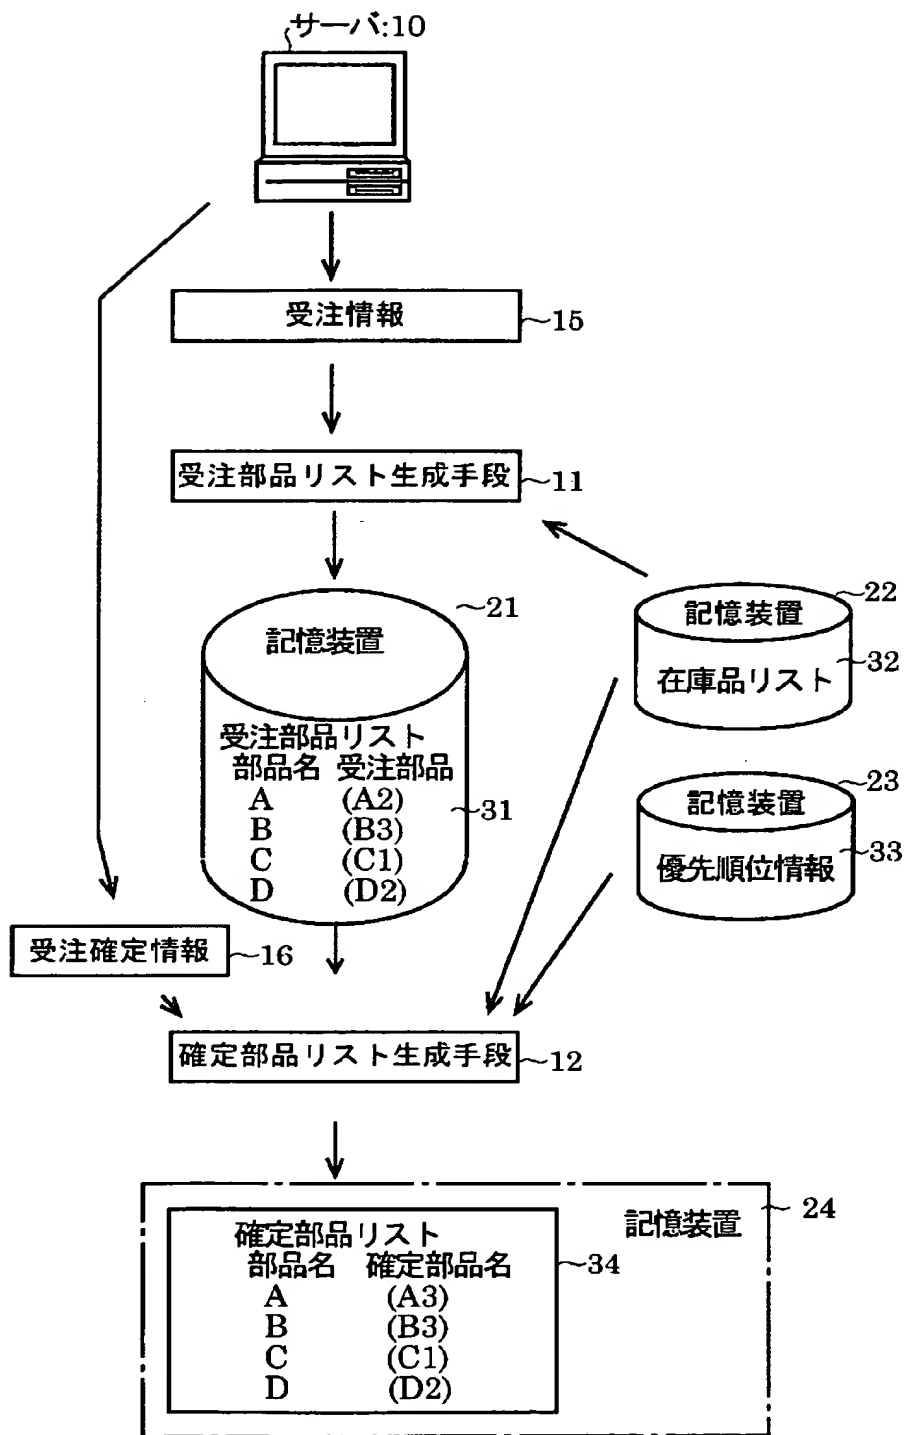 サーバ:10
受注情報 15
受注部品リスト生成手段 11
21
記憶装置
受注部品リスト
部品名 受注部品
A (A2)
B (B3)
C (C1)
D (D2)
31
22
記憶装置
32
在庫品リスト
23
記憶装置
33
優先順位情報
受注確定情報 16
確定部品リスト生成手段 12
記憶装置 24
確定部品リスト
部品名 確定部品名
34
A (A3)
B (B3)
C (C1)
D (D2)